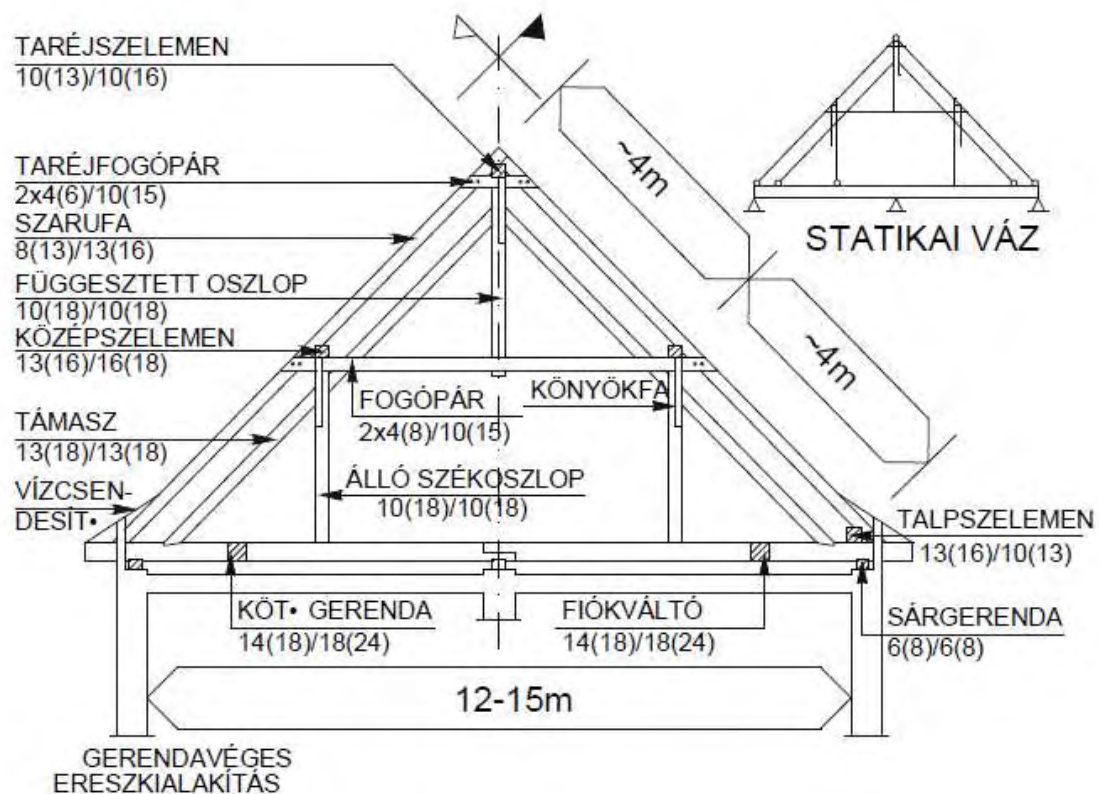 TARÉJSZELEMEN
10(13)/10(16)
TARÉJFOGÓPÁR
2x4(6)/10(15)
SZARUFA
8(13)/13(16)
FÜGGESZTETT OSZLOP
10(18)/10(18)
KÖZÉPSZELEMEN
13(16)/16(18)
TÁMASZ
13(18)/13(18)
VÍZCSEN-
DESÍT•
~4m
~4m
STATIKAI VÁZ
FOGÓPÁR
2x4(8)/10(15)
KÖNYÖKFA
ÁLLÓ SZÉKOSZLOP
10(18)/10(18)
TALPSZELEMEN
13(16)/10(13)
KÖT• GERENDA
14(18)/18(24)
FIÓKVÁLTÓ
14(18)/18(24)
SÁRGERENDA
6(8)/6(8)
12-15m
GERENDAVÉGES
ERESZKIALAKÍTÁS